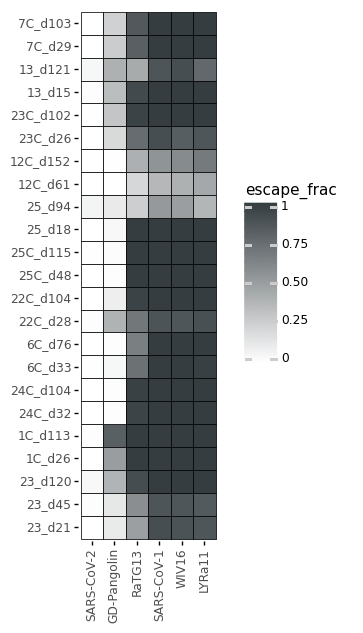 7C_d103
7C_d29
13_d121
13_d15
23C_d102
23C_d26
12C_d152
12C_d61
25_d94
25_d18
25C_d115
25C_d48
22C_d104
22C_d28
6C_d76
6C_d33
24C_d104
24C_d32
1C_d113
1C_d26
23_d120
23_d45
23_d21
SARS-CoV-2
GD-Pangolin
RaTG13
SARS-CoV-1
WIV16
LYRa11
escape_frac
1
0.75
0.50
0.25
0